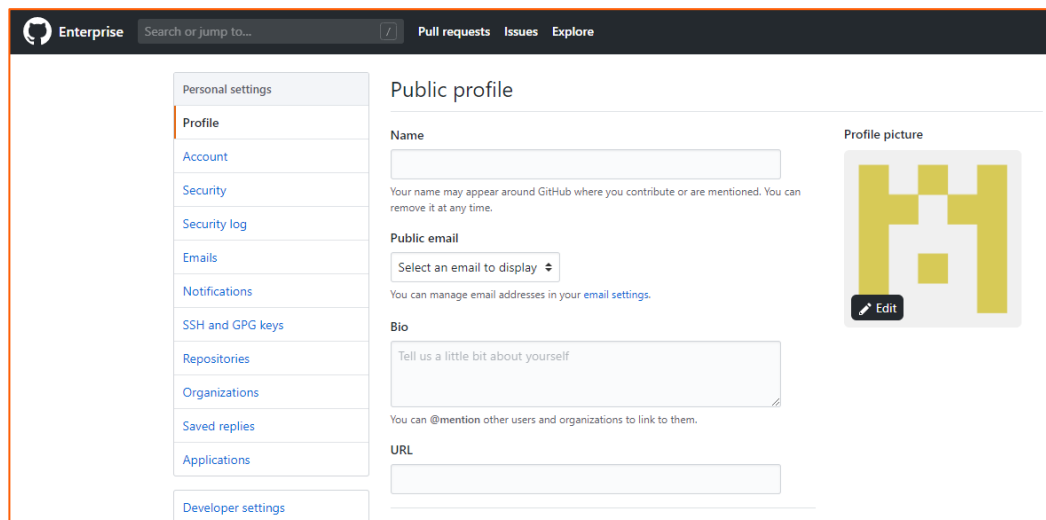 Enterprise Search or jump to... / Pull requests Issues Explore
Personal settings
Profile
Account
Security
Security log
Emails
Notifications
SSH and GPG keys
Repositories
Organizations
Saved replies
Applications
Developer settings
Public profile
Name
Your name may appear around GitHub where you contribute or are mentioned. You can
remove it at any time.
Public email
Select an email to display
You can manage email addresses in your email settings.
Bio
Tell us a little bit about yourself
You can @mention other users and organizations to link to them.
URL
Profile picture
Edit